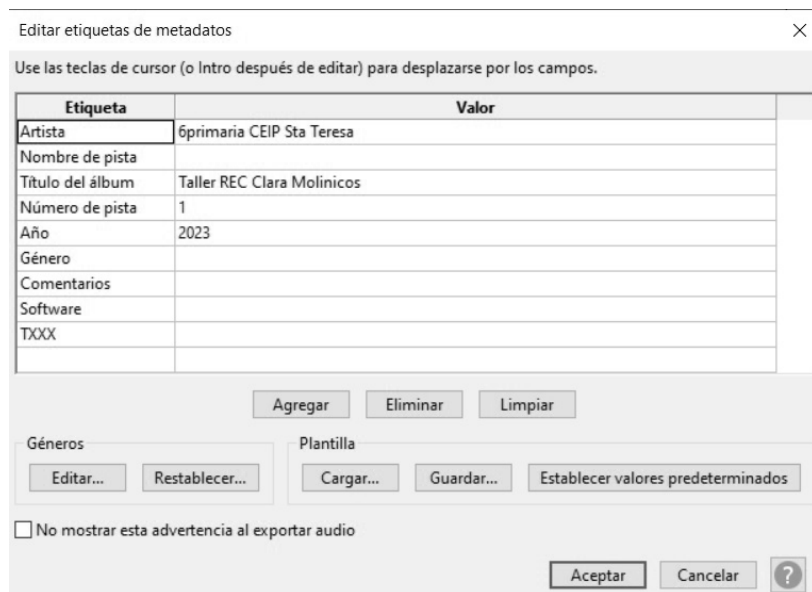 Editar etiquetas de metadatos
Use las teclas de cursor (o Intro después de editar) para desplazarse por los campos.
Etiqueta Valor
Artista 6primaria CEIP Sta Teresa
Nombre de pista
Título del álbum Taller REC Clara Molinicos
Número de pista 1
Año 2023
Género
Comentarios
Software
TXXX
Agregar Eliminar Limpiar
Géneros Plantilla
Editar... Restablecer... Cargar... Guardar... Establecer valores predeterminados
No mostrar esta advertencia al exportar audio
Aceptar Cancelar ?